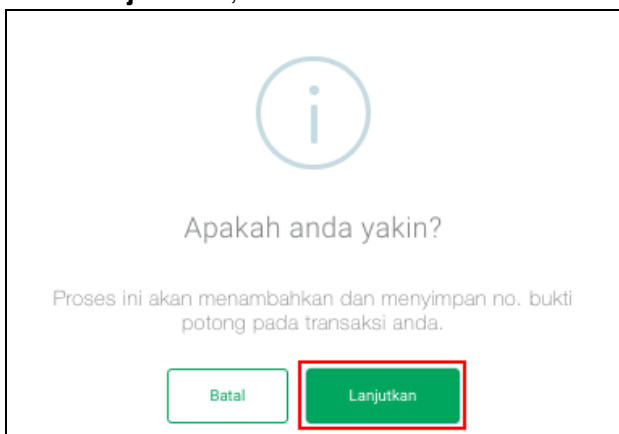 Apakah anda yakin?
Proses ini akan menambahkan dan menyimpan no. bukti
potong pada transaksi anda.
Batal
Lanjutkan